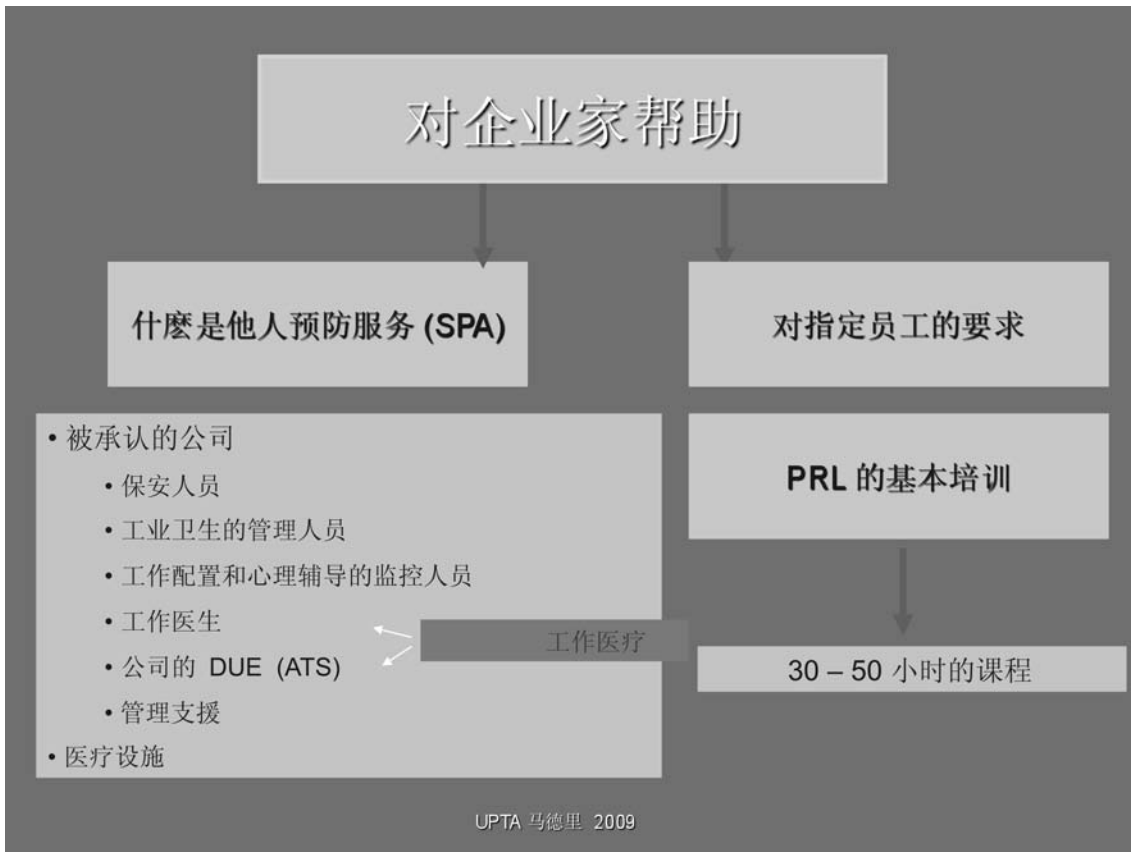 对企业家帮助
什麽是他人预防服务 (SPA)
对指定员工的要求
• 被承认的公司
• 保安人员
• 工业卫生的管理人员
• 工作配置和心理辅导的监控人员
• 工作医生
• 公司的 DUE (ATS)
• 管理支援
• 医疗设施
工作医疗
PRL 的基本培训
30 – 50 小时的课程
UPTA 马德里 2009